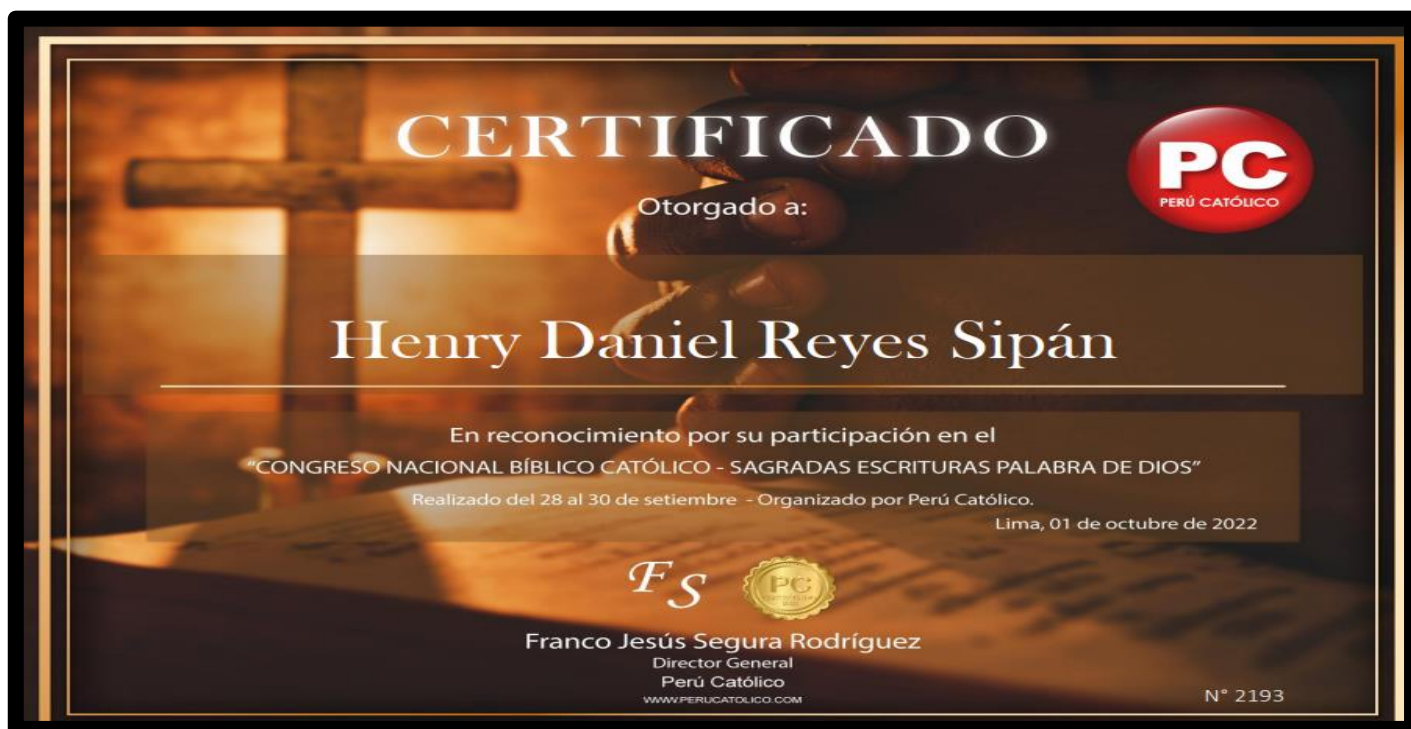 CERTIFICADO
PC
PERÚ CATÓLICO
Otorgado a:
Henry Daniel Reyes Sipán
En reconocimiento por su participación en el
“CONGRESO NACIONAL BÍBLICO CATÓLICO - SAGRADAS ESCRITURAS PALABRA DE DIOS”
Realizado del 28 al 30 de setiembre - Organizado por Perú Católico.
Lima, 01 de octubre de 2022
FS
PC
Franco Jesús Segura Rodríguez
Director General
Perú Católico
WWW.PERUCATOLICO.COM
N° 2193